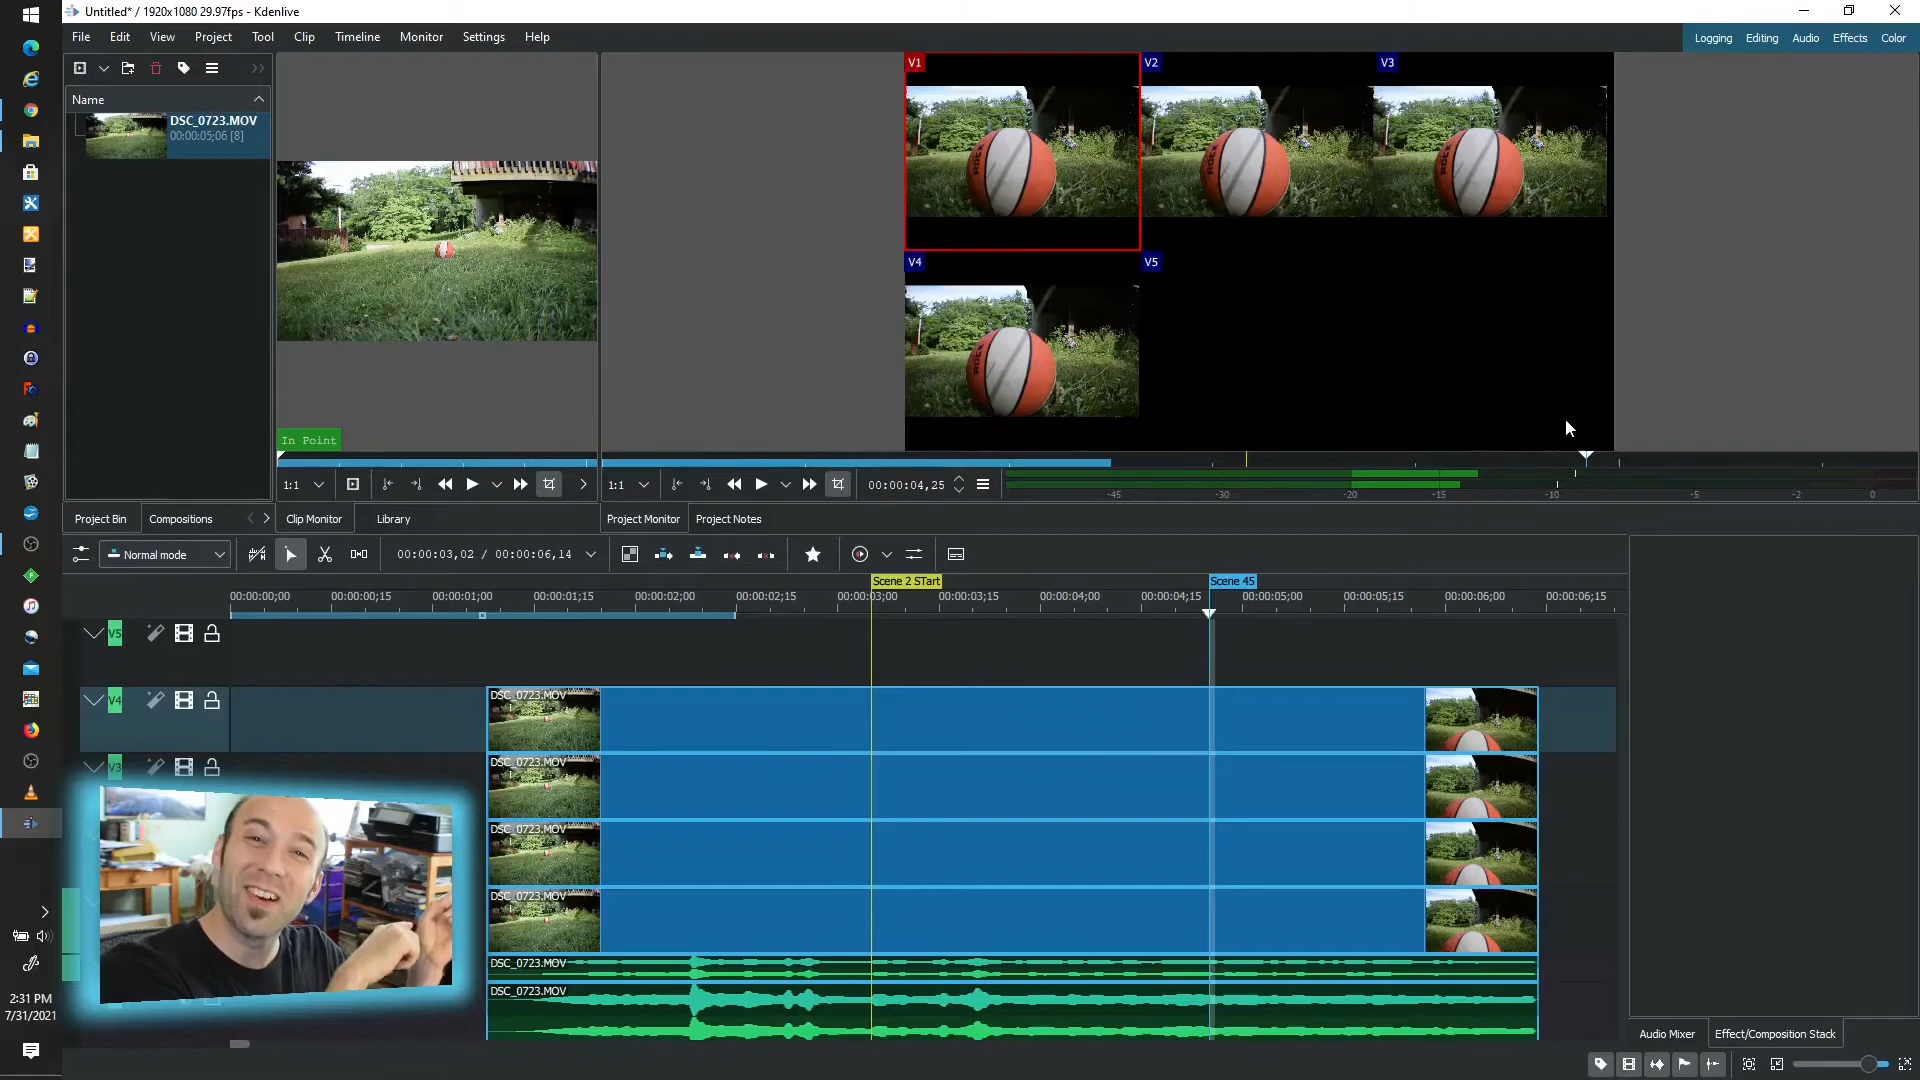 Untitled* / 1920x1080 29.97fps - Kdenlive
File Edit View Project Tool Clip Timeline Monitor Settings Help
Logging Editing Audio Effects Color
Name
DSC_0723.MOV
00:00:05;06 [8]
In Point
V1 V2 V3
V4 V5
ROCK
ROCK
ROCK
ROCK
1:1
1:1
00:00:04,25
-45 -30 -20 -15 -10 -5 -2 0
Project Bin Compositions Clip Monitor Library Project Monitor Project Notes
Normal mode
00:00:03,02 / 00:00:06,14
Scene 2 STart
Scene 45
00:00:00;00 00:00:00;15 00:00:01;00 00:00:01;15 00:00:02;00 00:00:02;15 00:00:03;00 00:00:03;15 00:00:04;00 00:00:04;15 00:00:05;00 00:00:05;15 00:00:06;00 00:00:06;15
V5
V4
DSC_0723.MOV
V3
DSC_0723.MOV
DSC_0723.MOV
DSC_0723.MOV
DSC_0723.MOV
DSC_0723.MOV
2:31 PM
7/31/2021
Audio Mixer Effect/Composition Stack